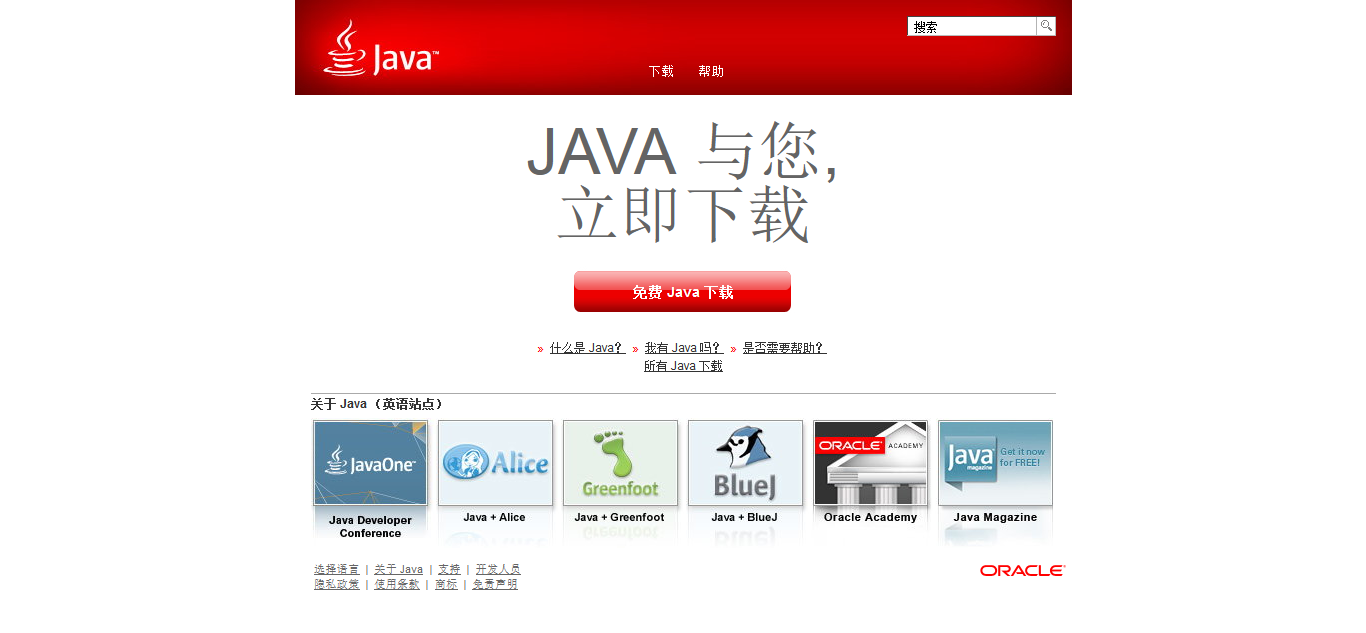 Java™
搜索
下载 帮助
JAVA 与您,
立即下载
免费 Java 下载
» 什么是 Java? » 我有 Java 吗? » 是否需要帮助?
所有 Java 下载
关于 Java（英语站点）
JavaOne
Alice
Greenfoot
BlueJ
ORACLE ACADEMY
Java magazine
Get it now
for FREE!
Java Developer
Conference
Java + Alice
Java + Greenfoot
Java + BlueJ
Oracle Academy
Java Magazine
选择语言 | 关于 Java | 支持 | 开发人员
隐私政策 | 使用条款 | 商标 | 免责声明
ORACLE